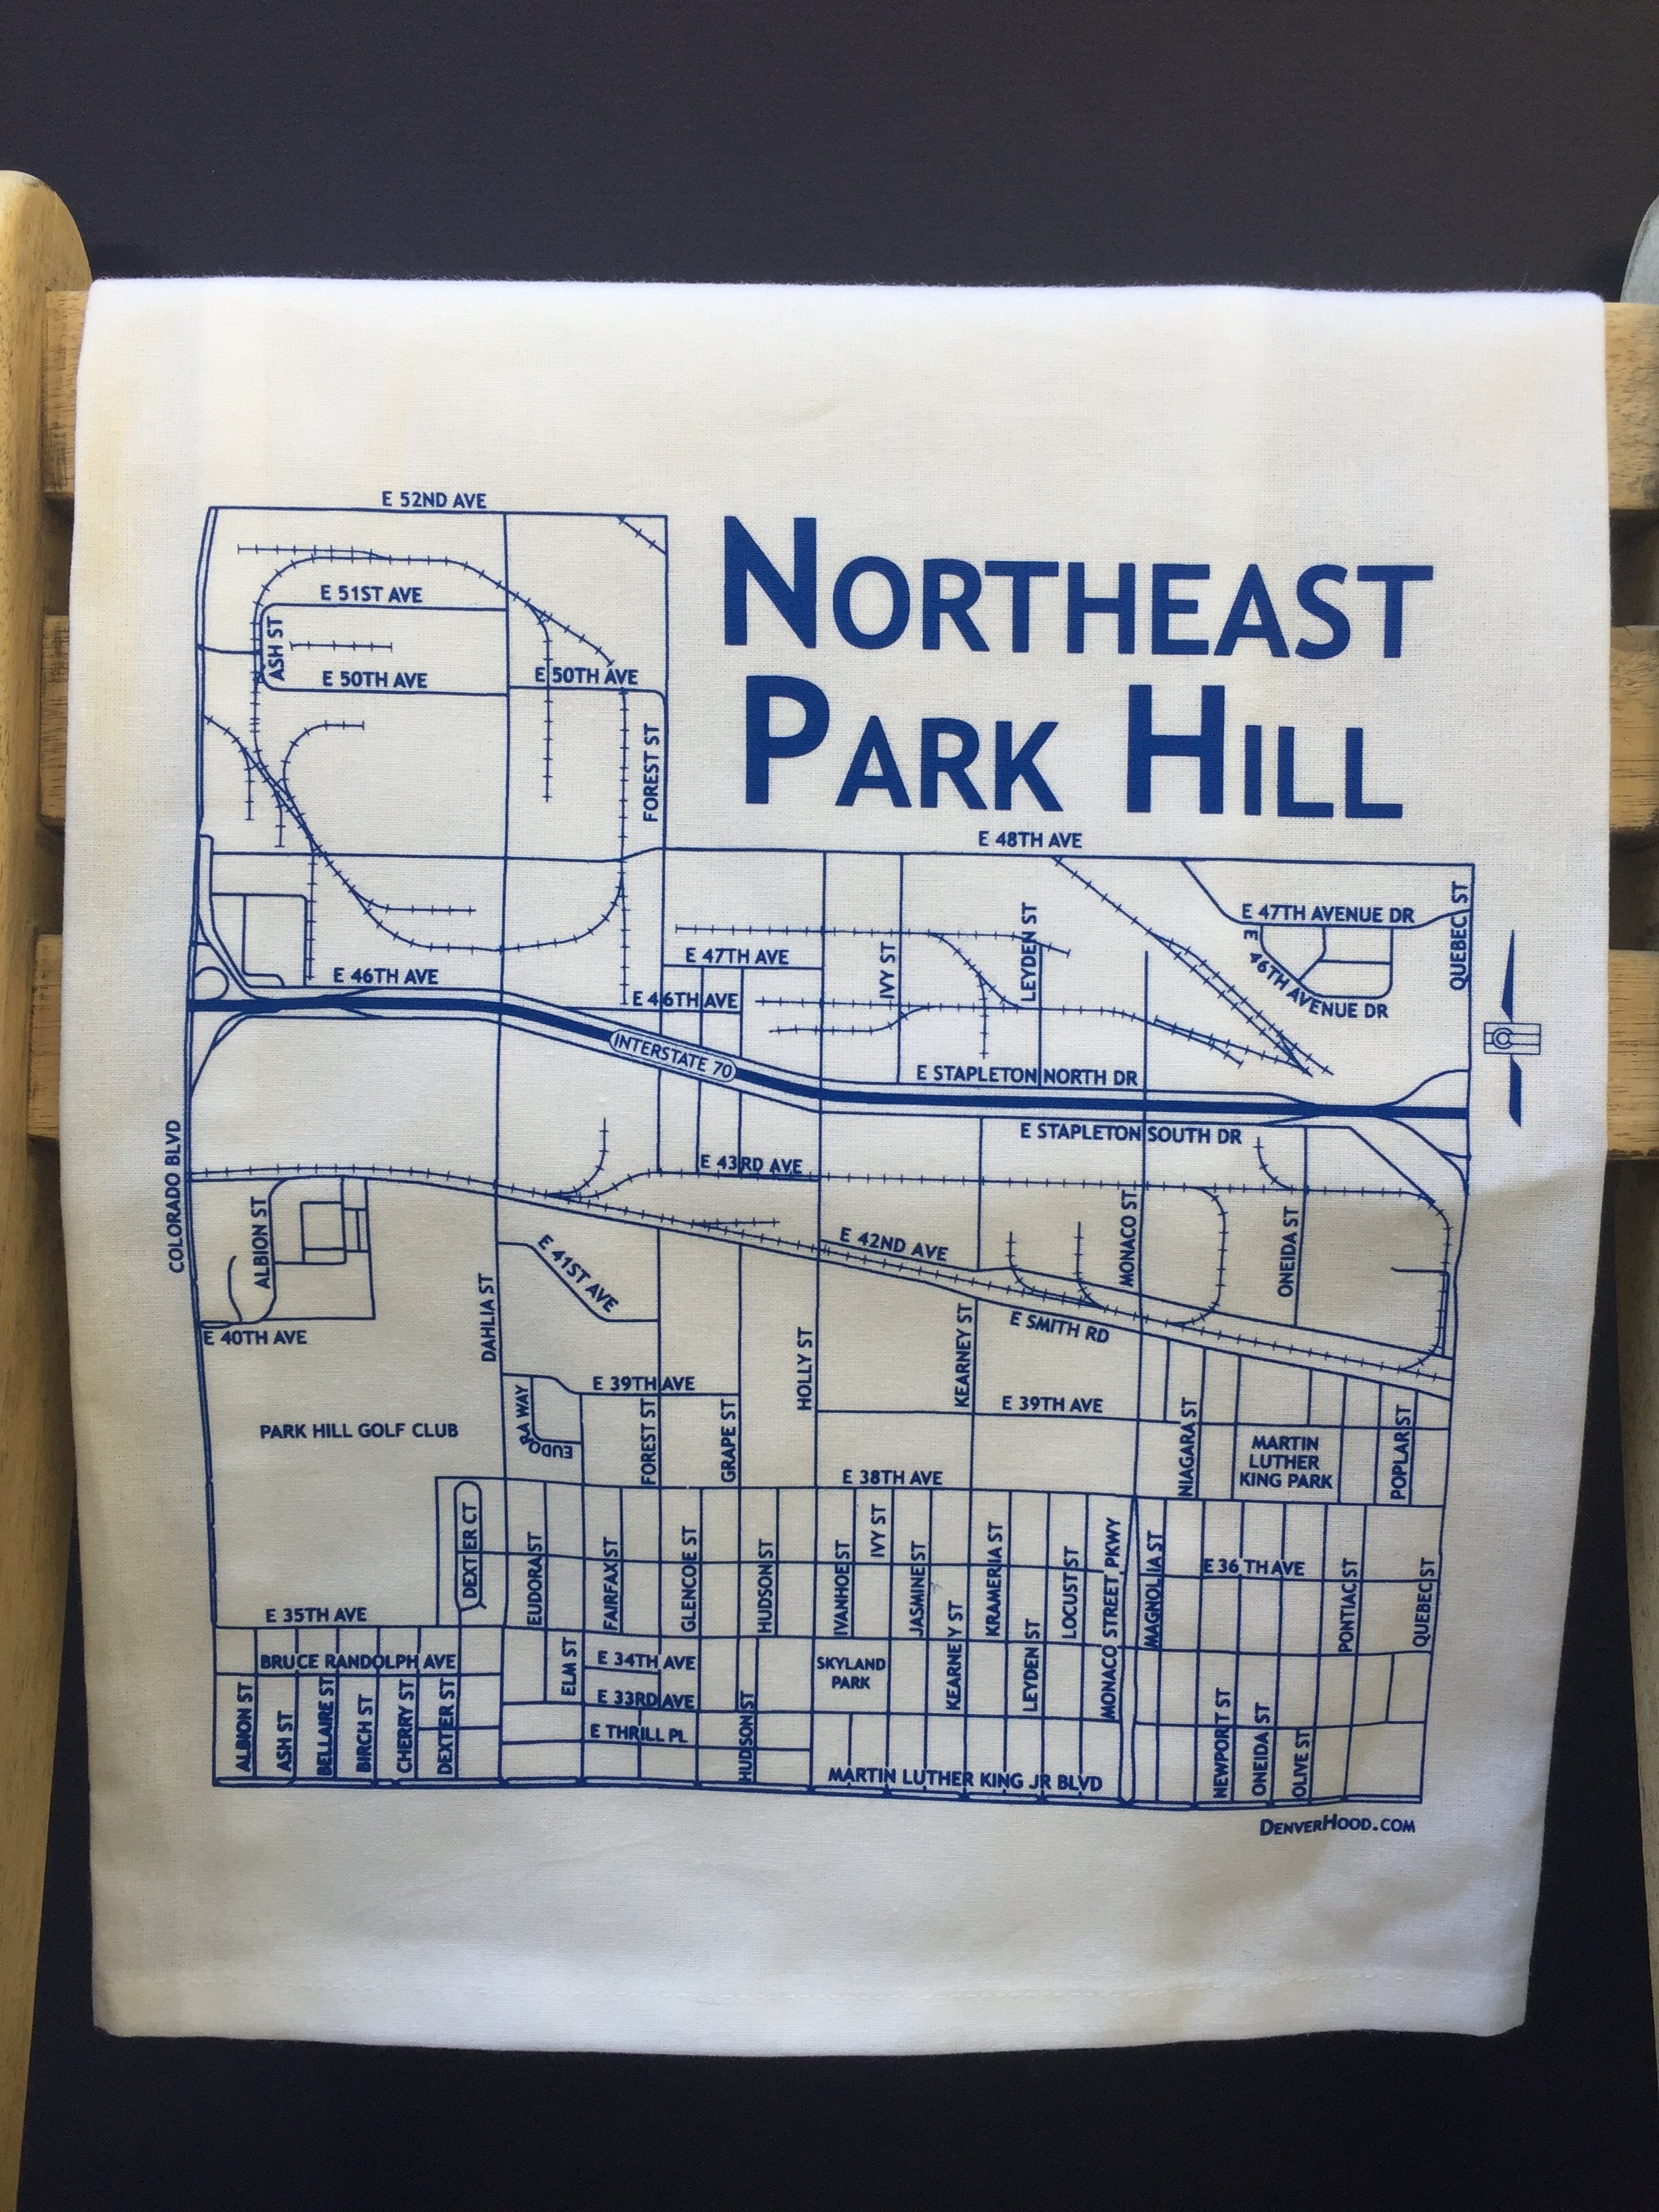 E 52ND AVE
NORTHEAST
PARK HILL
E 51ST AVE
ASH ST
E 50TH AVE
E 50TH AVE
FOREST ST
E 48TH AVE
E 47TH AVENUE DR
QUEBEC ST
E 46TH AVENUE DR
LEYDEN ST
IVY ST
E 47TH AVE
E 46TH AVE
E 46TH AVE
INTERSTATE 70
E STAPLETON NORTH DR
E STAPLETON SOUTH DR
COLORADO BLVD
E 43RD AVE
ALBION ST
E 42ND AVE
MONACO ST
ONEIDA ST
E 41ST AVE
DAHLIA ST
E 40TH AVE
E SMITH RD
HOLLY ST
KEARNEY ST
E 39TH AVE
E 39TH AVE
EUDORA WAY
FOREST ST
GRAPE ST
NIAGARA ST
POPLAR ST
PARK HILL GOLF CLUB
MARTIN
LUTHER
KING PARK
E 38TH AVE
DEXTER CT
EUDORA ST
FAIRFAX ST
GLENCOE ST
HUDSON ST
IVANHOE ST
IVY ST
JASMINE ST
KEARNEY ST
KRAMERIA ST
LEYDEN ST
LOCUST ST
MONACO STREET PKWY
MAGNOLIA ST
E 36TH AVE
PONTIAC ST
QUEBEC ST
E 35TH AVE
BRUCE RANDOLPH AVE
ELM ST
E 34TH AVE
SKYLAND
PARK
E 33RD AVE
E THRILL PL
HUDSON ST
ALBION ST
ASH ST
BELLAIRE ST
BIRCH ST
CHERRY ST
DEXTER ST
NEWPORT ST
ONEIDA ST
OLIVE ST
MARTIN LUTHER KING JR BLVD
DENVERHOOD.COM